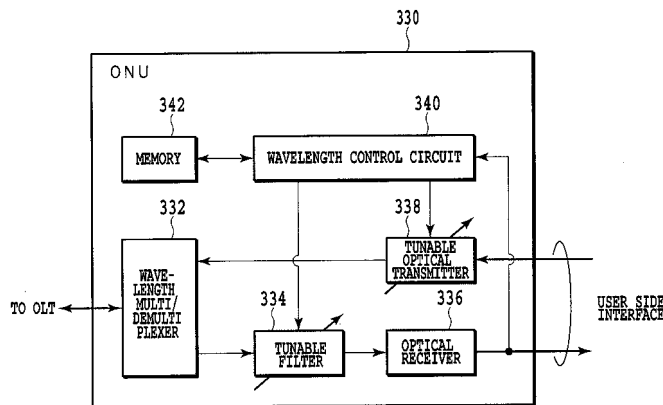 330
ONU
342
340
MEMORY
WAVELENGTH CONTROL CIRCUIT
332
338
WAVE-
LENGTH
MULTI/
DEMULTI
PLEXER
TUNABLE
OPTICAL
TRANSMITTER
TO OLT
334
336
USER SIDE
INTERFACE
TUNABLE
FILTER
OPTICAL
RECEIVER